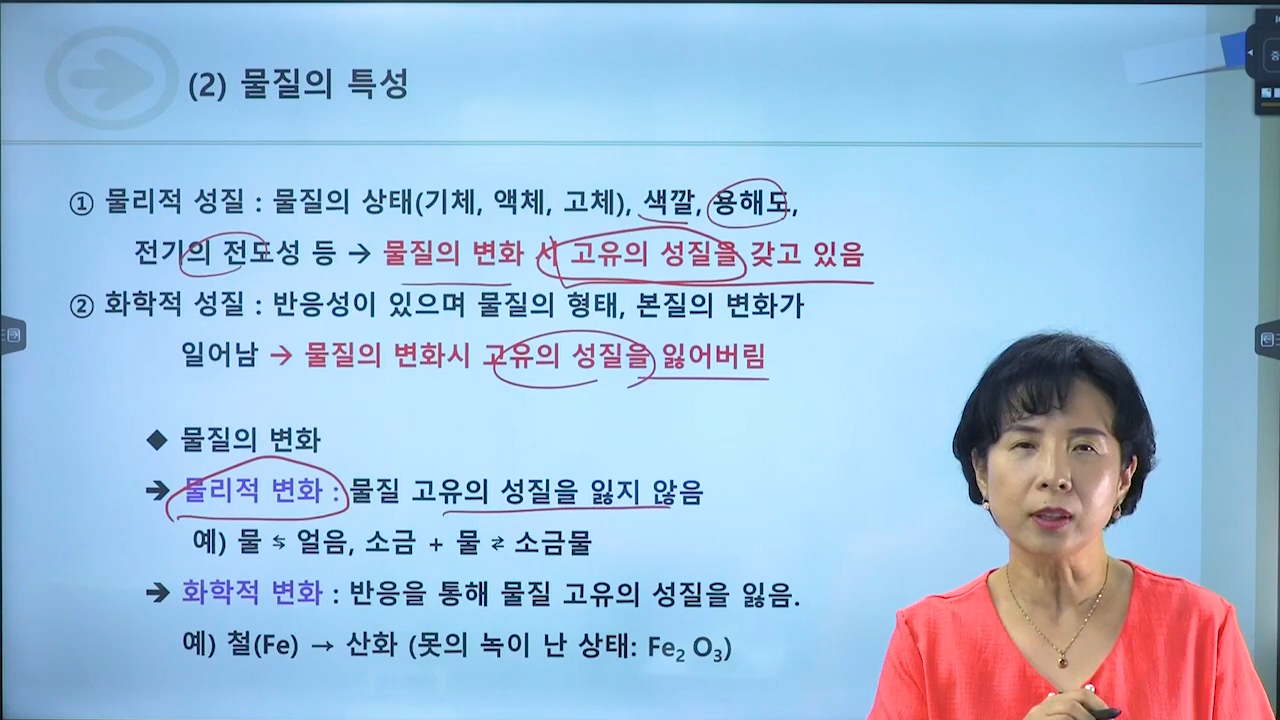 (2) 물질의 특성
① 물리적 성질 : 물질의 상태(기체, 액체, 고체), 색깔, 용해도,
전기의 전도성 등 → 물질의 변화 시 고유의 성질을 갖고 있음
② 화학적 성질 : 반응성이 있으며 물질의 형태, 본질의 변화가
일어남 → 물질의 변화시 고유의 성질을 잃어버림
◆ 물질의 변화
➔ 물리적 변화 : 물질 고유의 성질을 잃지 않음
예) 물 ⇆ 얼음, 소금 + 물 ⇄ 소금물
➔ 화학적 변화 : 반응을 통해 물질 고유의 성질을 잃음.
예) 철(Fe) → 산화 (못의 녹이 난 상태: Fe₂ O₃)